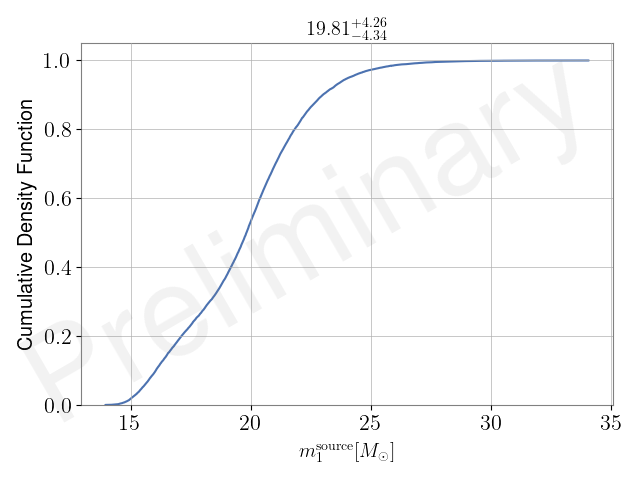 19.81^{+4.26}_{-4.34}
Cumulative Density Function
1.0
0.8
0.6
0.4
0.2
0.0
15 20 25 30 35
m_1^{source}[M_⊙]
Preliminary